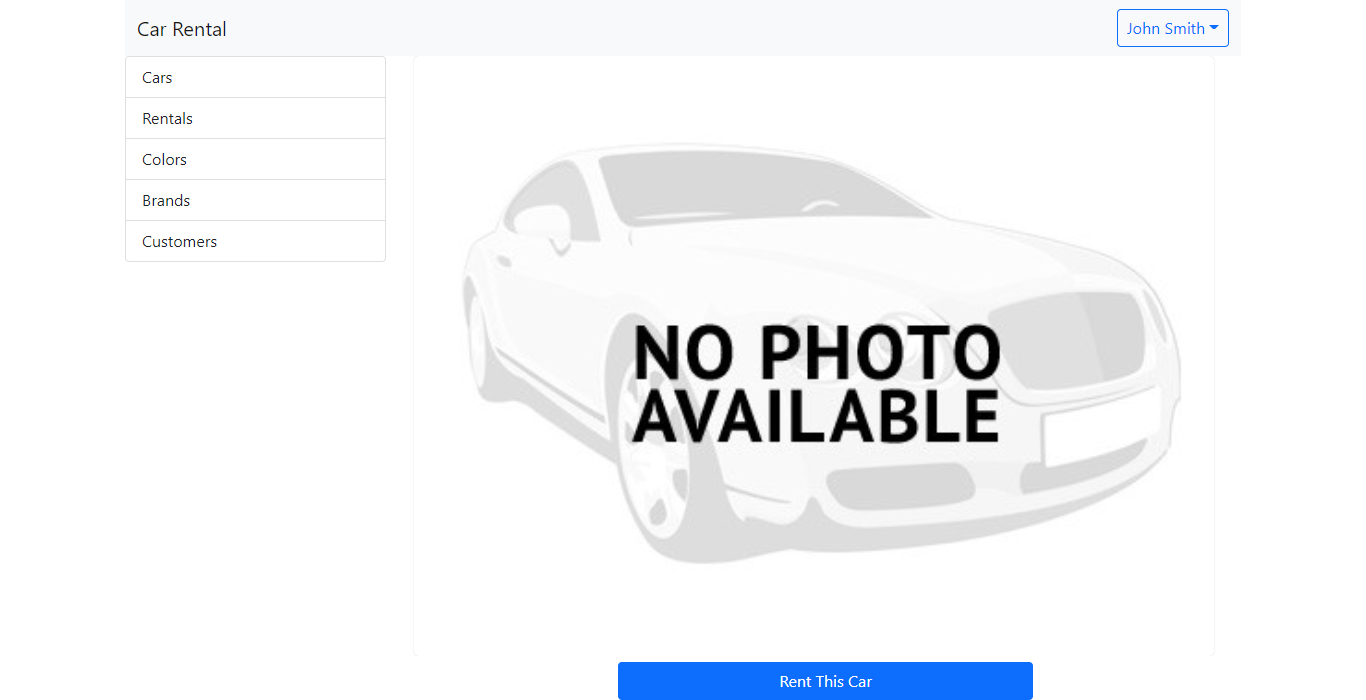 Car Rental
John Smith
Cars
Rentals
Colors
Brands
Customers
NO PHOTO
AVAILABLE
Rent This Car